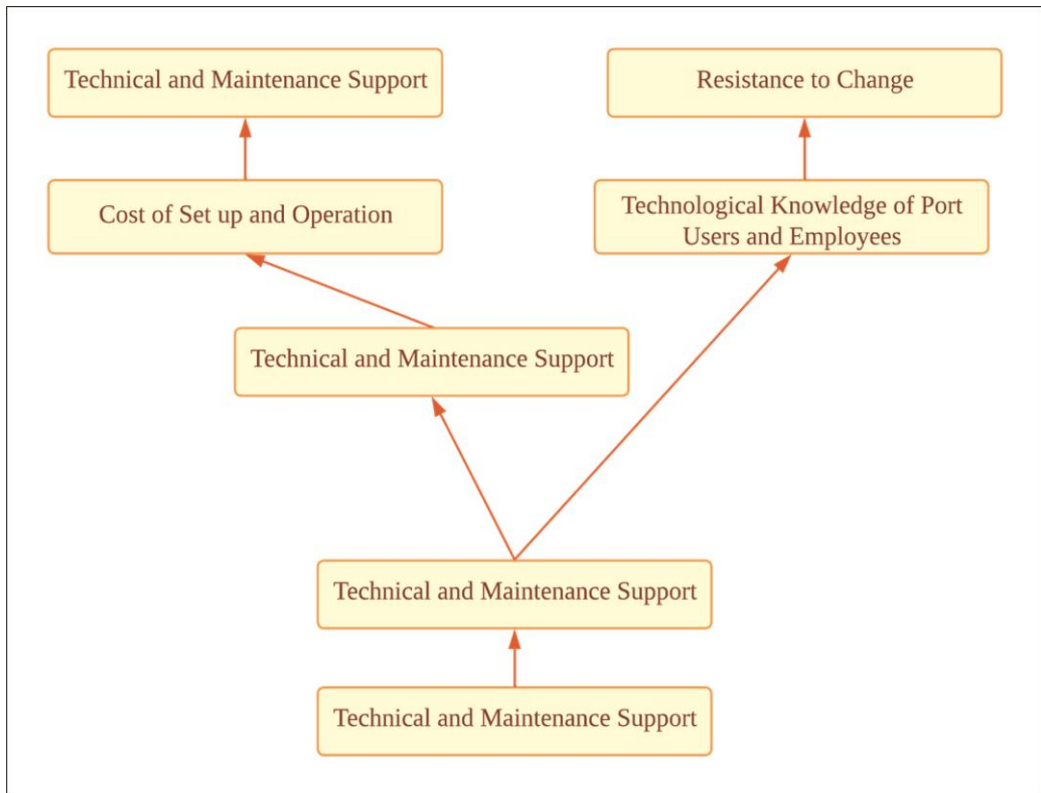 Technical and Maintenance Support
Resistance to Change
Cost of Set up and Operation
Technological Knowledge of Port
Users and Employees
Technical and Maintenance Support
Technical and Maintenance Support
Technical and Maintenance Support